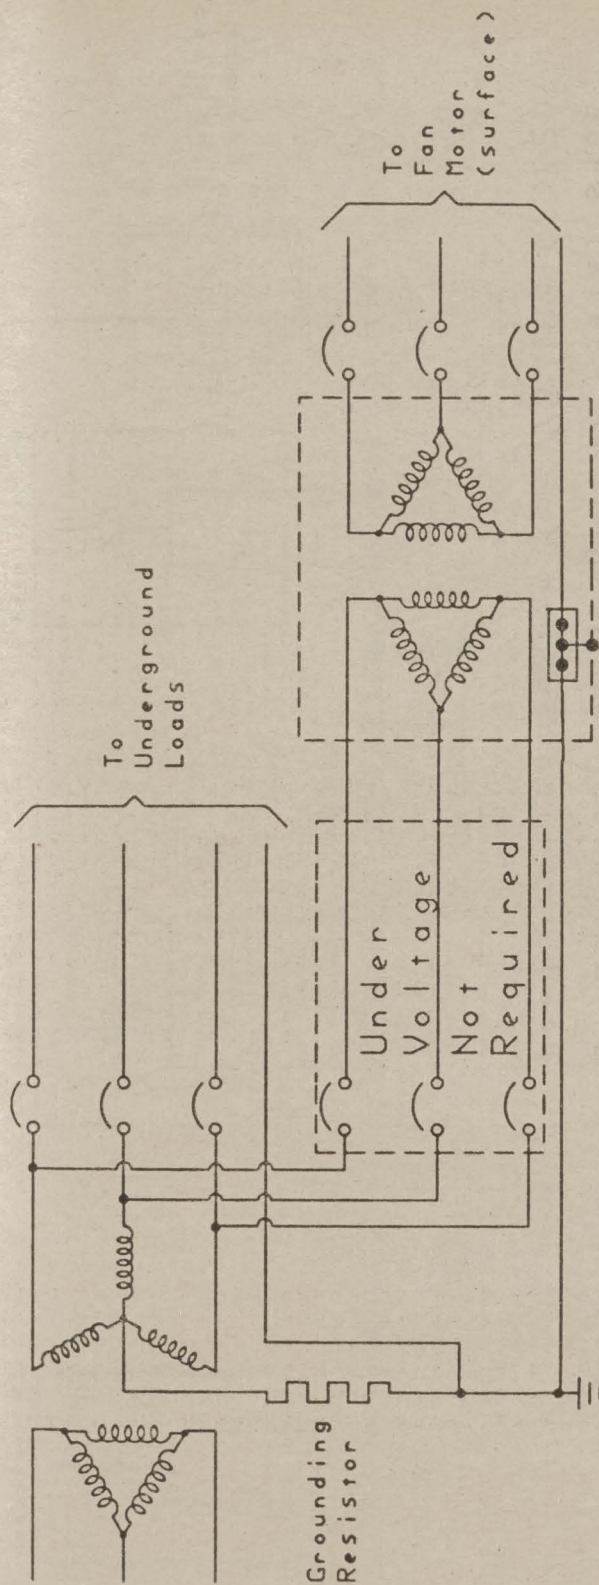 To
Fan
Motor
(surface)
To
Underground
Loads
Under
Voltage
Not
Required
Grounding
Resistor